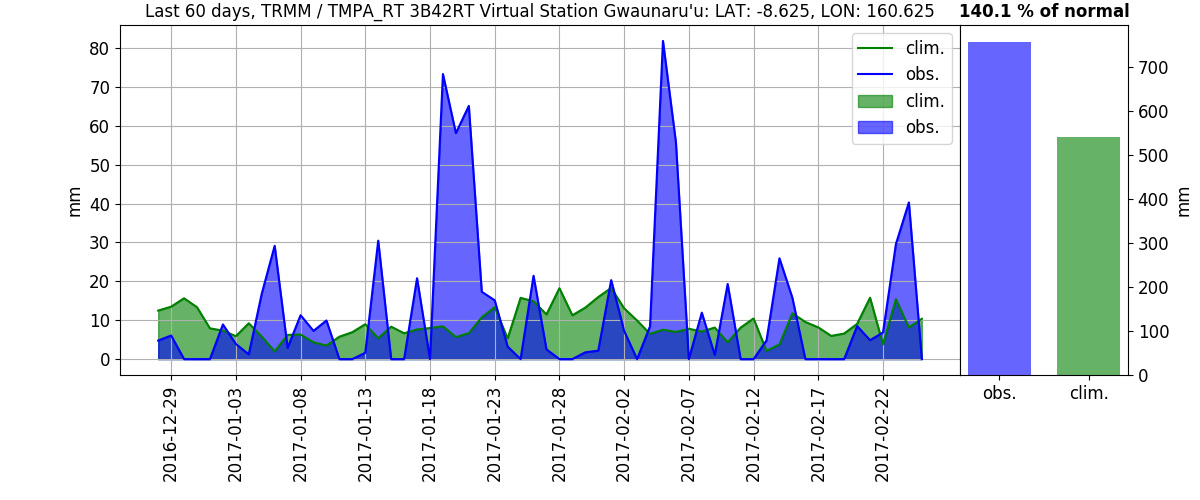 Last 60 days, TRMM / TMPA_RT 3B42RT Virtual Station Gwaunaru'u: LAT: -8.625, LON: 160.625
140.1 % of normal
clim.
obs.
clim.
obs.
mm
80
70
60
50
40
30
20
10
0
2016-12-29
2017-01-03
2017-01-08
2017-01-13
2017-01-18
2017-01-23
2017-01-28
2017-02-02
2017-02-07
2017-02-12
2017-02-17
2017-02-22
700
600
500
400
300
200
100
0
mm
obs.
clim.